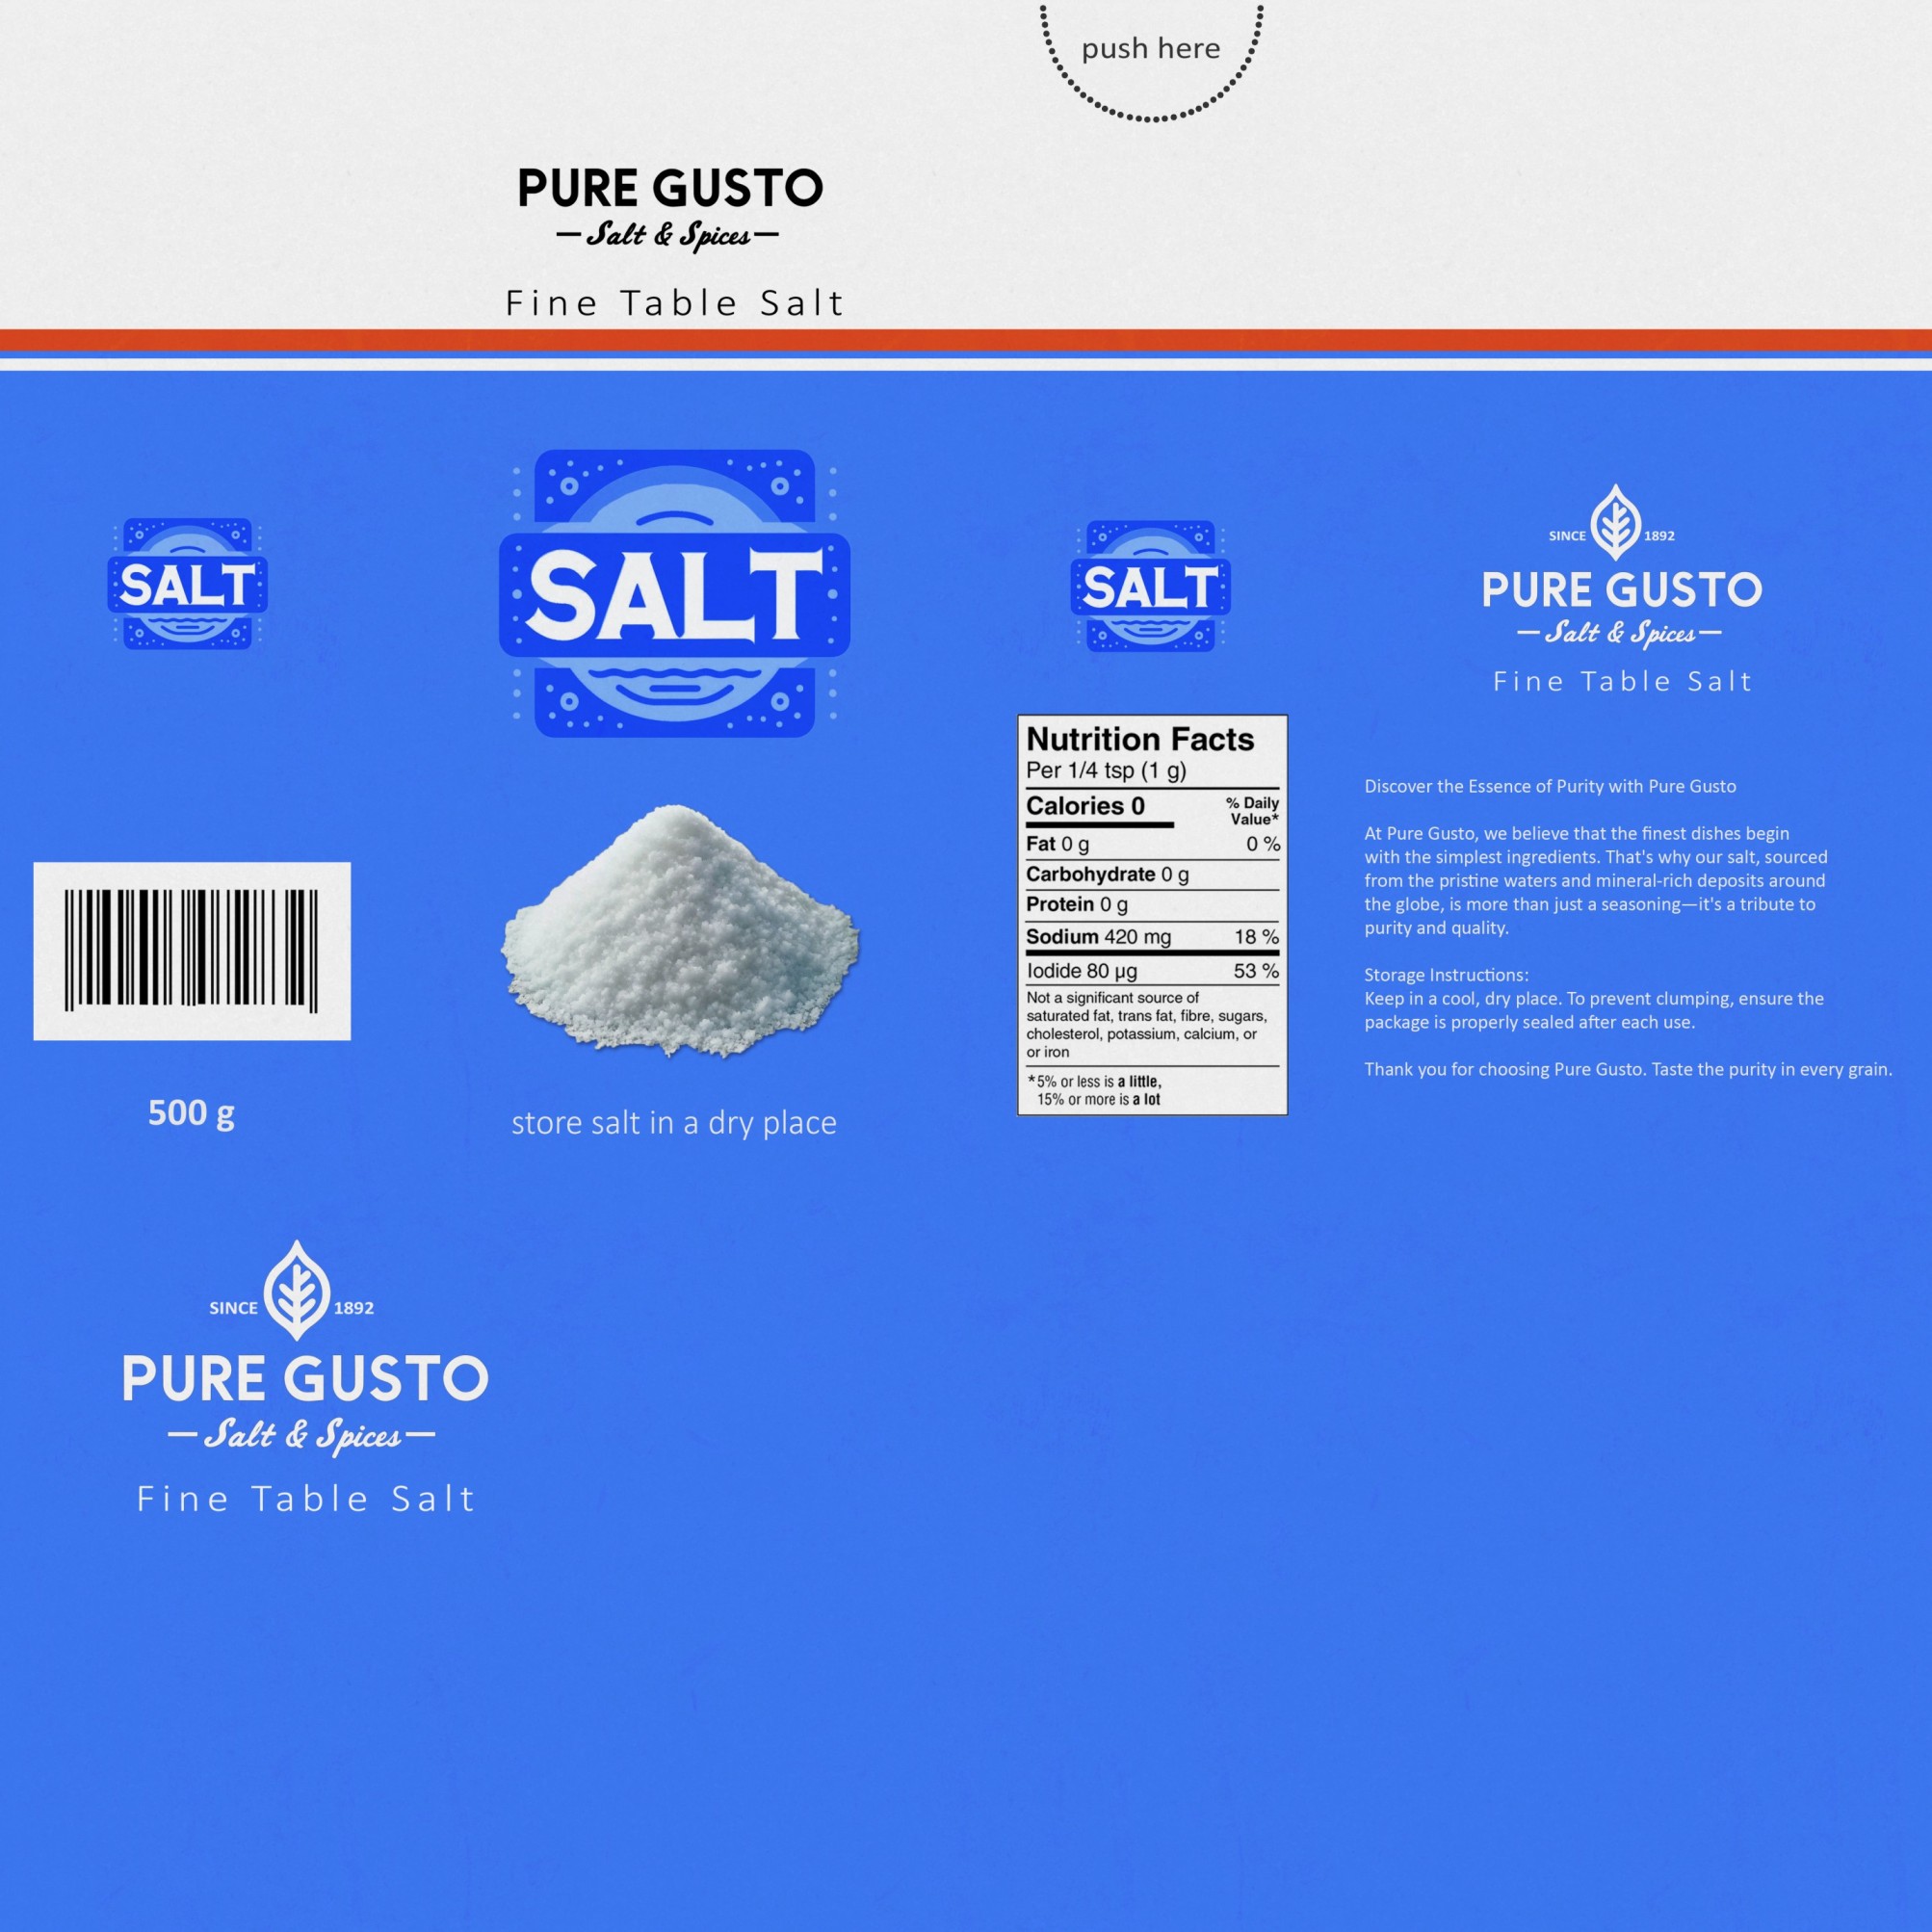 push here
PURE GUSTO
Salt & Spices
Fine Table Salt
SALT
SALT
SALT
SINCE 1892
PURE GUSTO
Salt & Spices
Fine Table Salt
500 g
store salt in a dry place
Nutrition Facts
Per 1/4 tsp (1 g)
Calories 0 % Daily
Value*
Fat 0 g 0 %
Carbohydrate 0 g
Protein 0 g
Sodium 420 mg 18 %
Iodide 80 µg 53 %
Not a significant source of
saturated fat, trans fat, fibre, sugars,
cholesterol, potassium, calcium, or
or iron
*5% or less is a little,
15% or more is a lot
Discover the Essence of Purity with Pure Gusto
At Pure Gusto, we believe that the finest dishes begin
with the simplest ingredients. That's why our salt, sourced
from the pristine waters and mineral-rich deposits around
the globe, is more than just a seasoning—it's a tribute to
purity and quality.
Storage Instructions:
Keep in a cool, dry place. To prevent clumping, ensure the
package is properly sealed after each use.
Thank you for choosing Pure Gusto. Taste the purity in every grain.
SINCE 1892
PURE GUSTO
Salt & Spices
Fine Table Salt